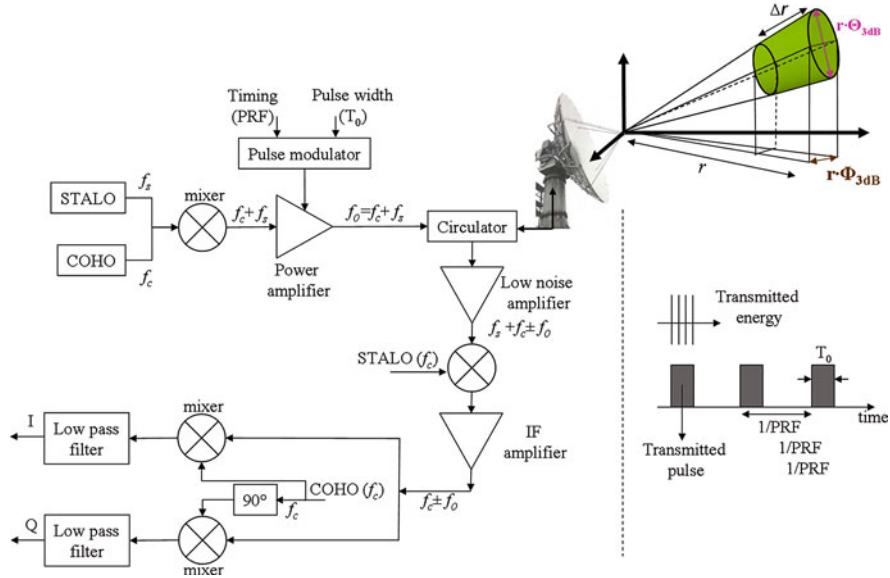 Δr
r·Θ3dB
Timing
(PRF)
Pulse width
(T0)
Pulse modulator
r
r·Φ3dB
STALO
fs
mixer
fc+fs
f0=fc+fs
Circulator
COHO
fc
Power
amplifier
Low noise
amplifier
fs+fc±f0
STALO(fc)
Transmitted
energy
T0
I
Low pass
filter
mixer
IF
amplifier
time
1/PRF
1/PRF
1/PRF
Transmitted
pulse
90°
COHO(fc)
fc
fc±f0
Q
Low pass
filter
mixer